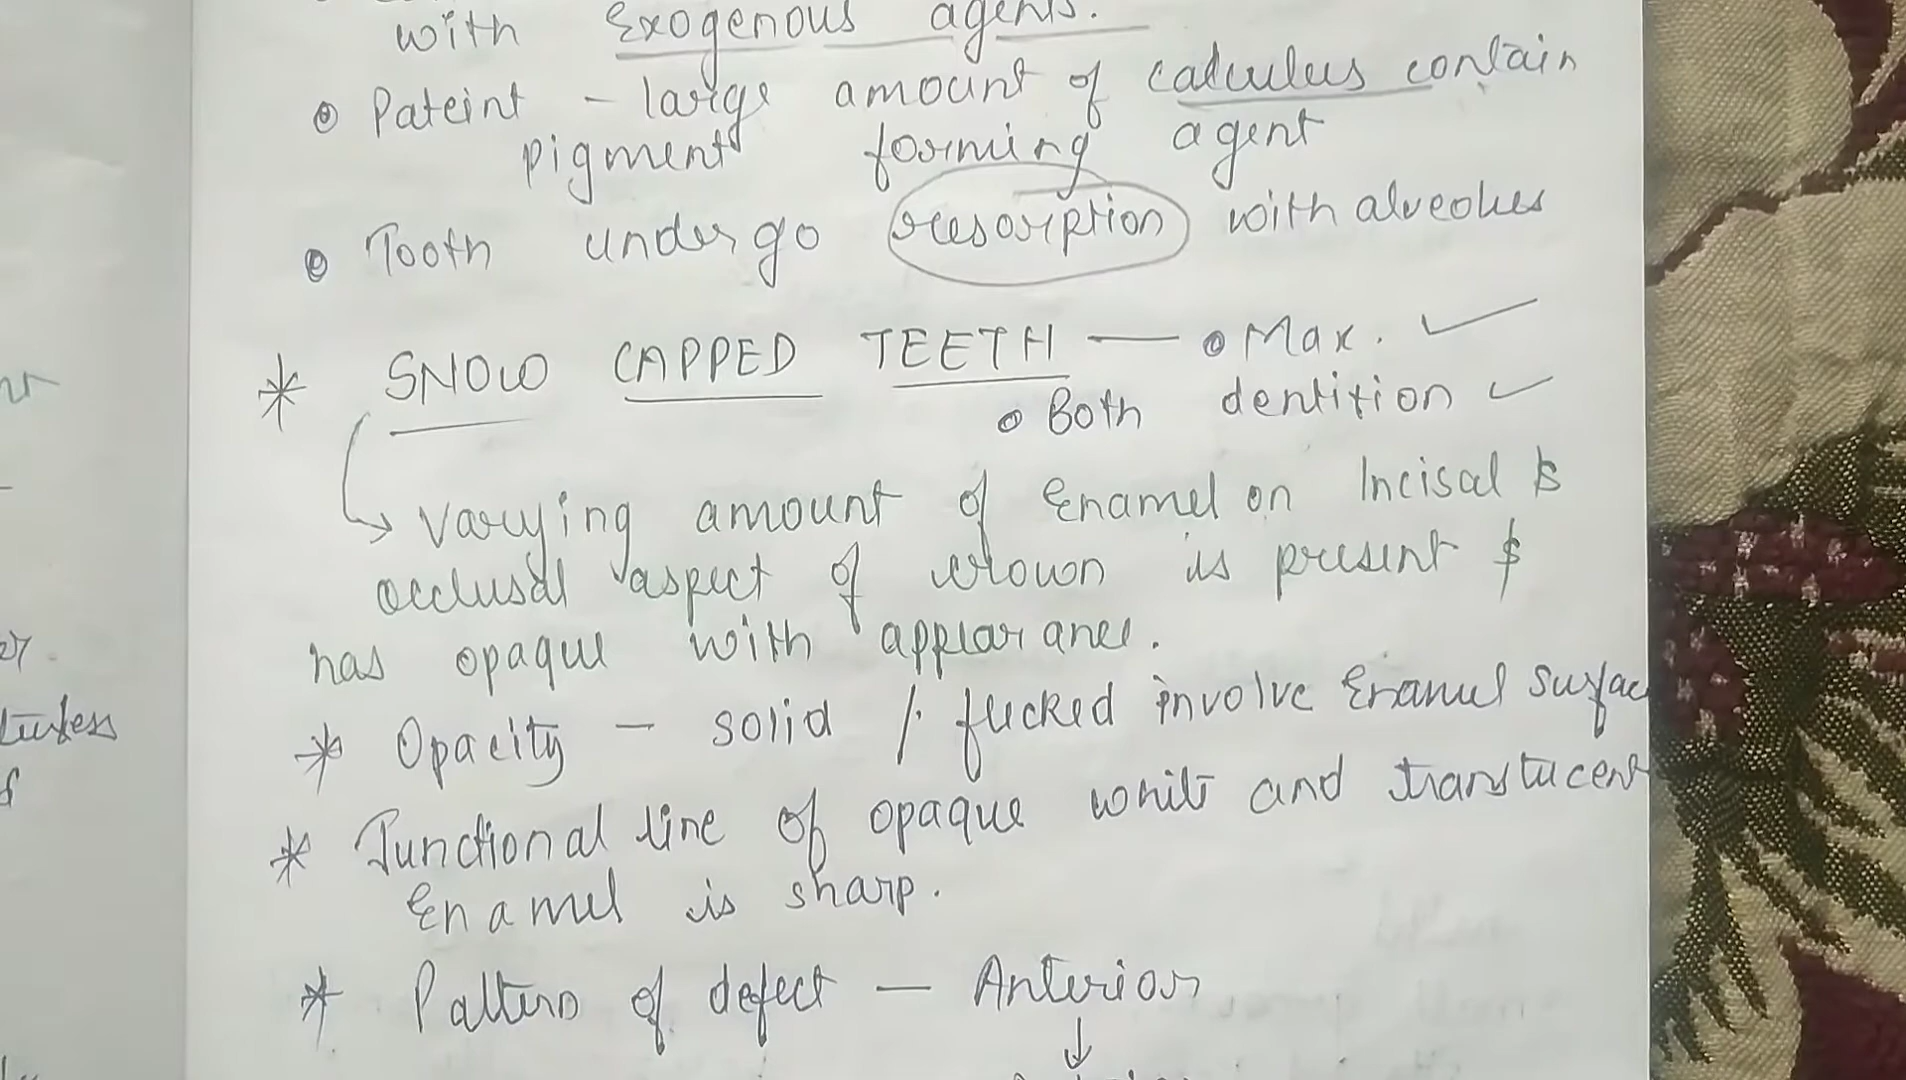 with Exogenous agents.
Pateint - large amount of calculus contain
pigment forming agent
Tooth undergo resorption with alveolus
* SNOW CAPPED TEETH — Max. ✓
Both dentition ✓
↳ Varying amount of Enamel on Incisal &
occlusal aspect of crown is present &
has opaque with appearance.
* Opacity - solid / flecked involve Enamel surfac
* Junctional line of opaque white and translucent
Enamel is sharp.
* Pattern of defect — Anterior
↓